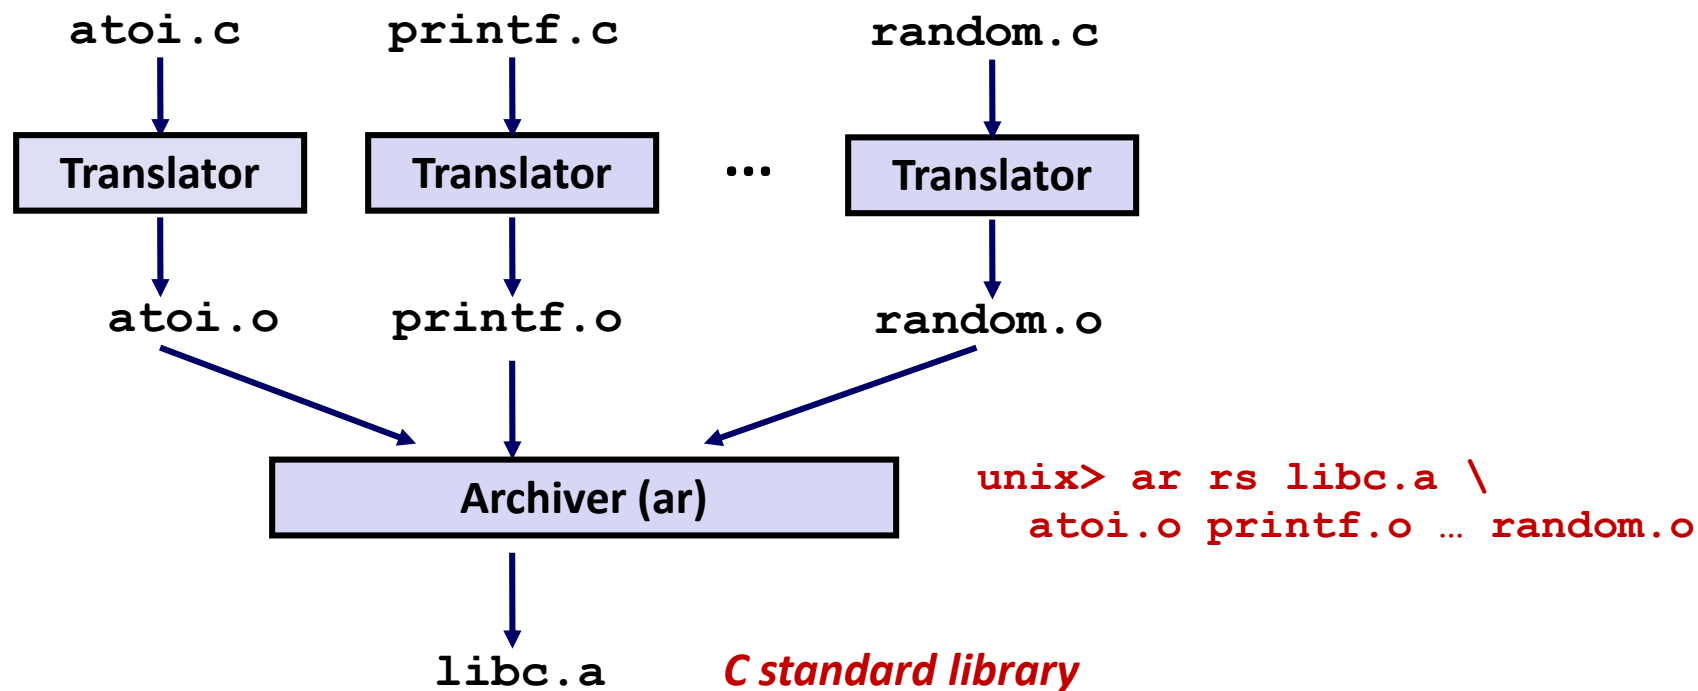 atoi.c printf.c random.c
Translator Translator ... Translator
atoi.o printf.o random.o
Archiver (ar)
unix> ar rs libc.a \
atoi.o printf.o … random.o
libc.a C standard library